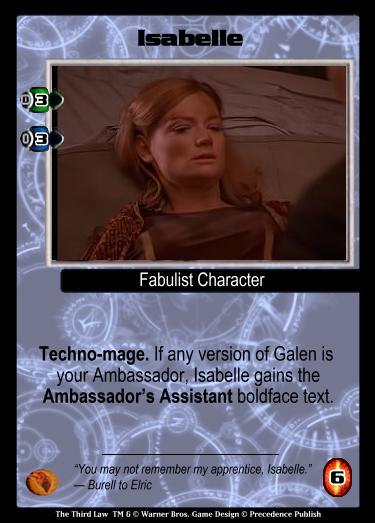 Isabelle
3
3
Fabulist Character
Techno-mage. If any version of Galen is
your Ambassador, Isabelle gains the
Ambassador's Assistant boldface text.
"You may not remember my apprentice, Isabelle."
— Burell to Elric
6
The Third Law TM & © Warner Bros. Game Design © Precedence Publish